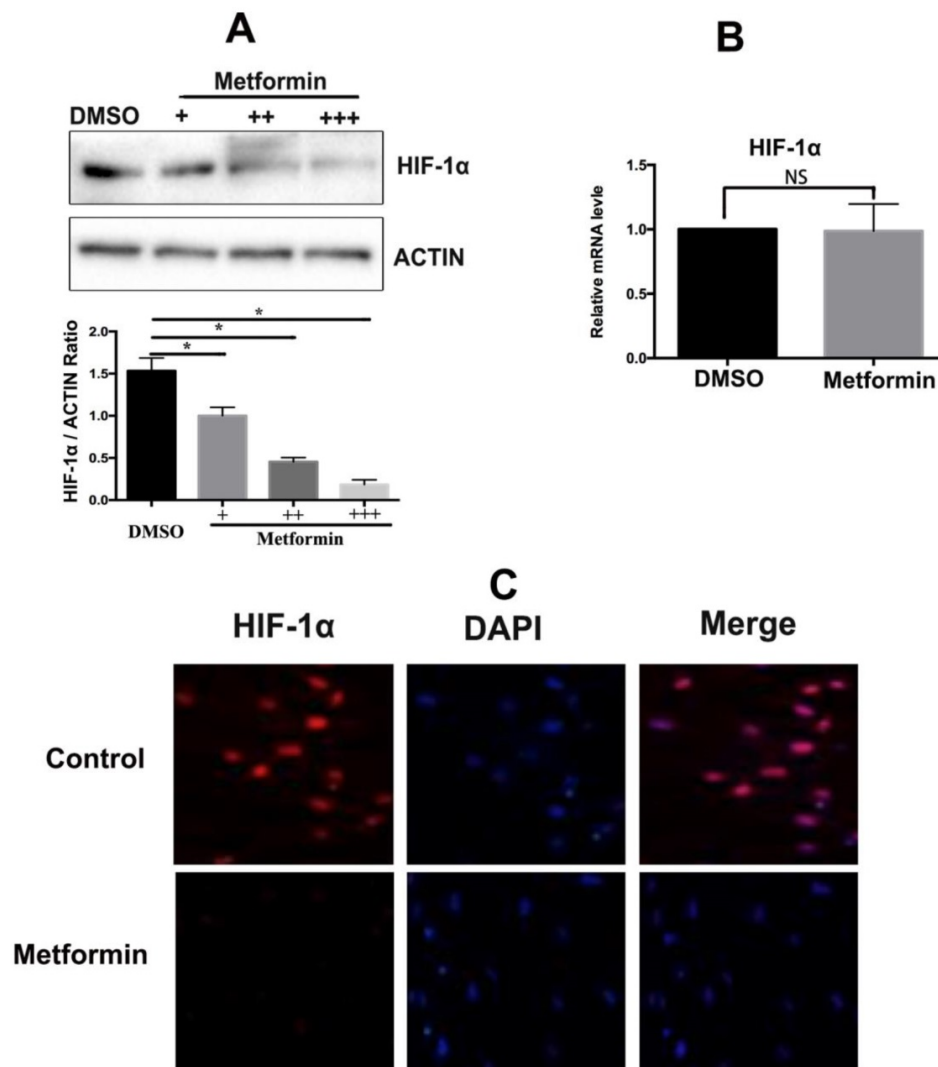 A
Metformin
DMSO + ++ +++
HIF-1α
ACTIN
* * *
HIF-1α / ACTIN Ratio
2.0
1.5
1.0
0.5
0.0
DMSO + ++ +++
Metformin
B
HIF-1α
NS
Relative mRNA levle
1.5
1.0
0.5
0.0
DMSO Metformin
C
HIF-1α DAPI Merge
Control
Metformin